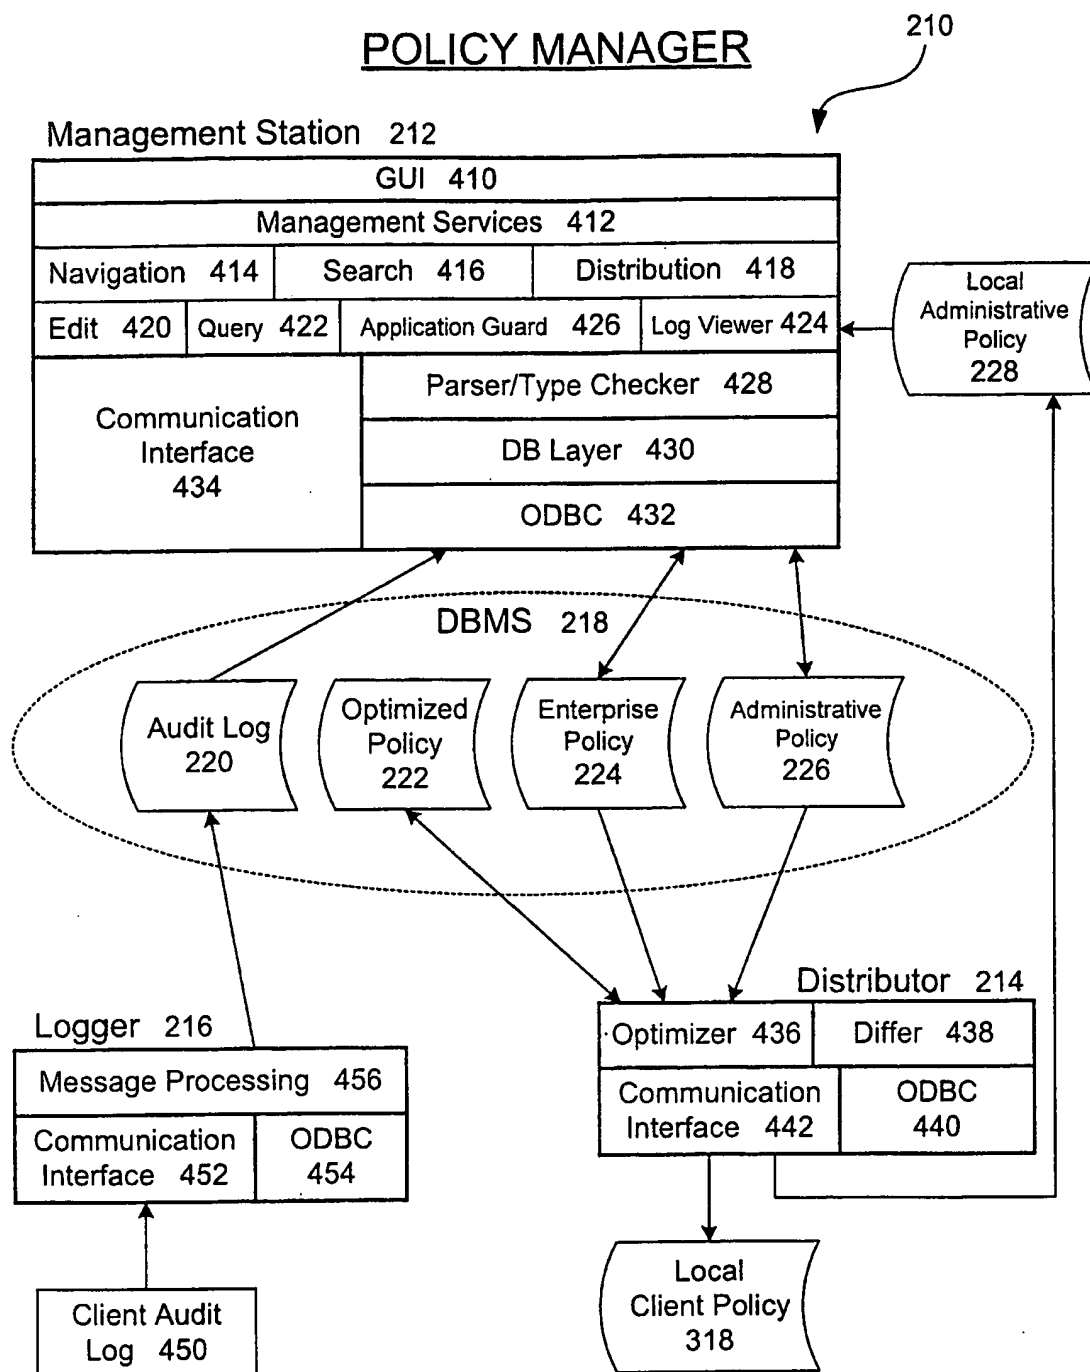 POLICY MANAGER
210
Management Station 212
GUI 410
Management Services 412
Navigation 414
Search 416
Distribution 418
Edit 420
Query 422
Application Guard 426
Log Viewer 424
Local
Administrative
Policy
228
Communication
Interface
434
Parser/Type Checker 428
DB Layer 430
ODBC 432
DBMS 218
Audit Log
220
Optimized
Policy
222
Enterprise
Policy
224
Administrative
Policy
226
Distributor 214
Optimizer 436
Differ 438
Communication
Interface 442
ODBC
440
Logger 216
Message Processing 456
Communication
Interface 452
ODBC
454
Client Audit
Log 450
Local
Client Policy
318